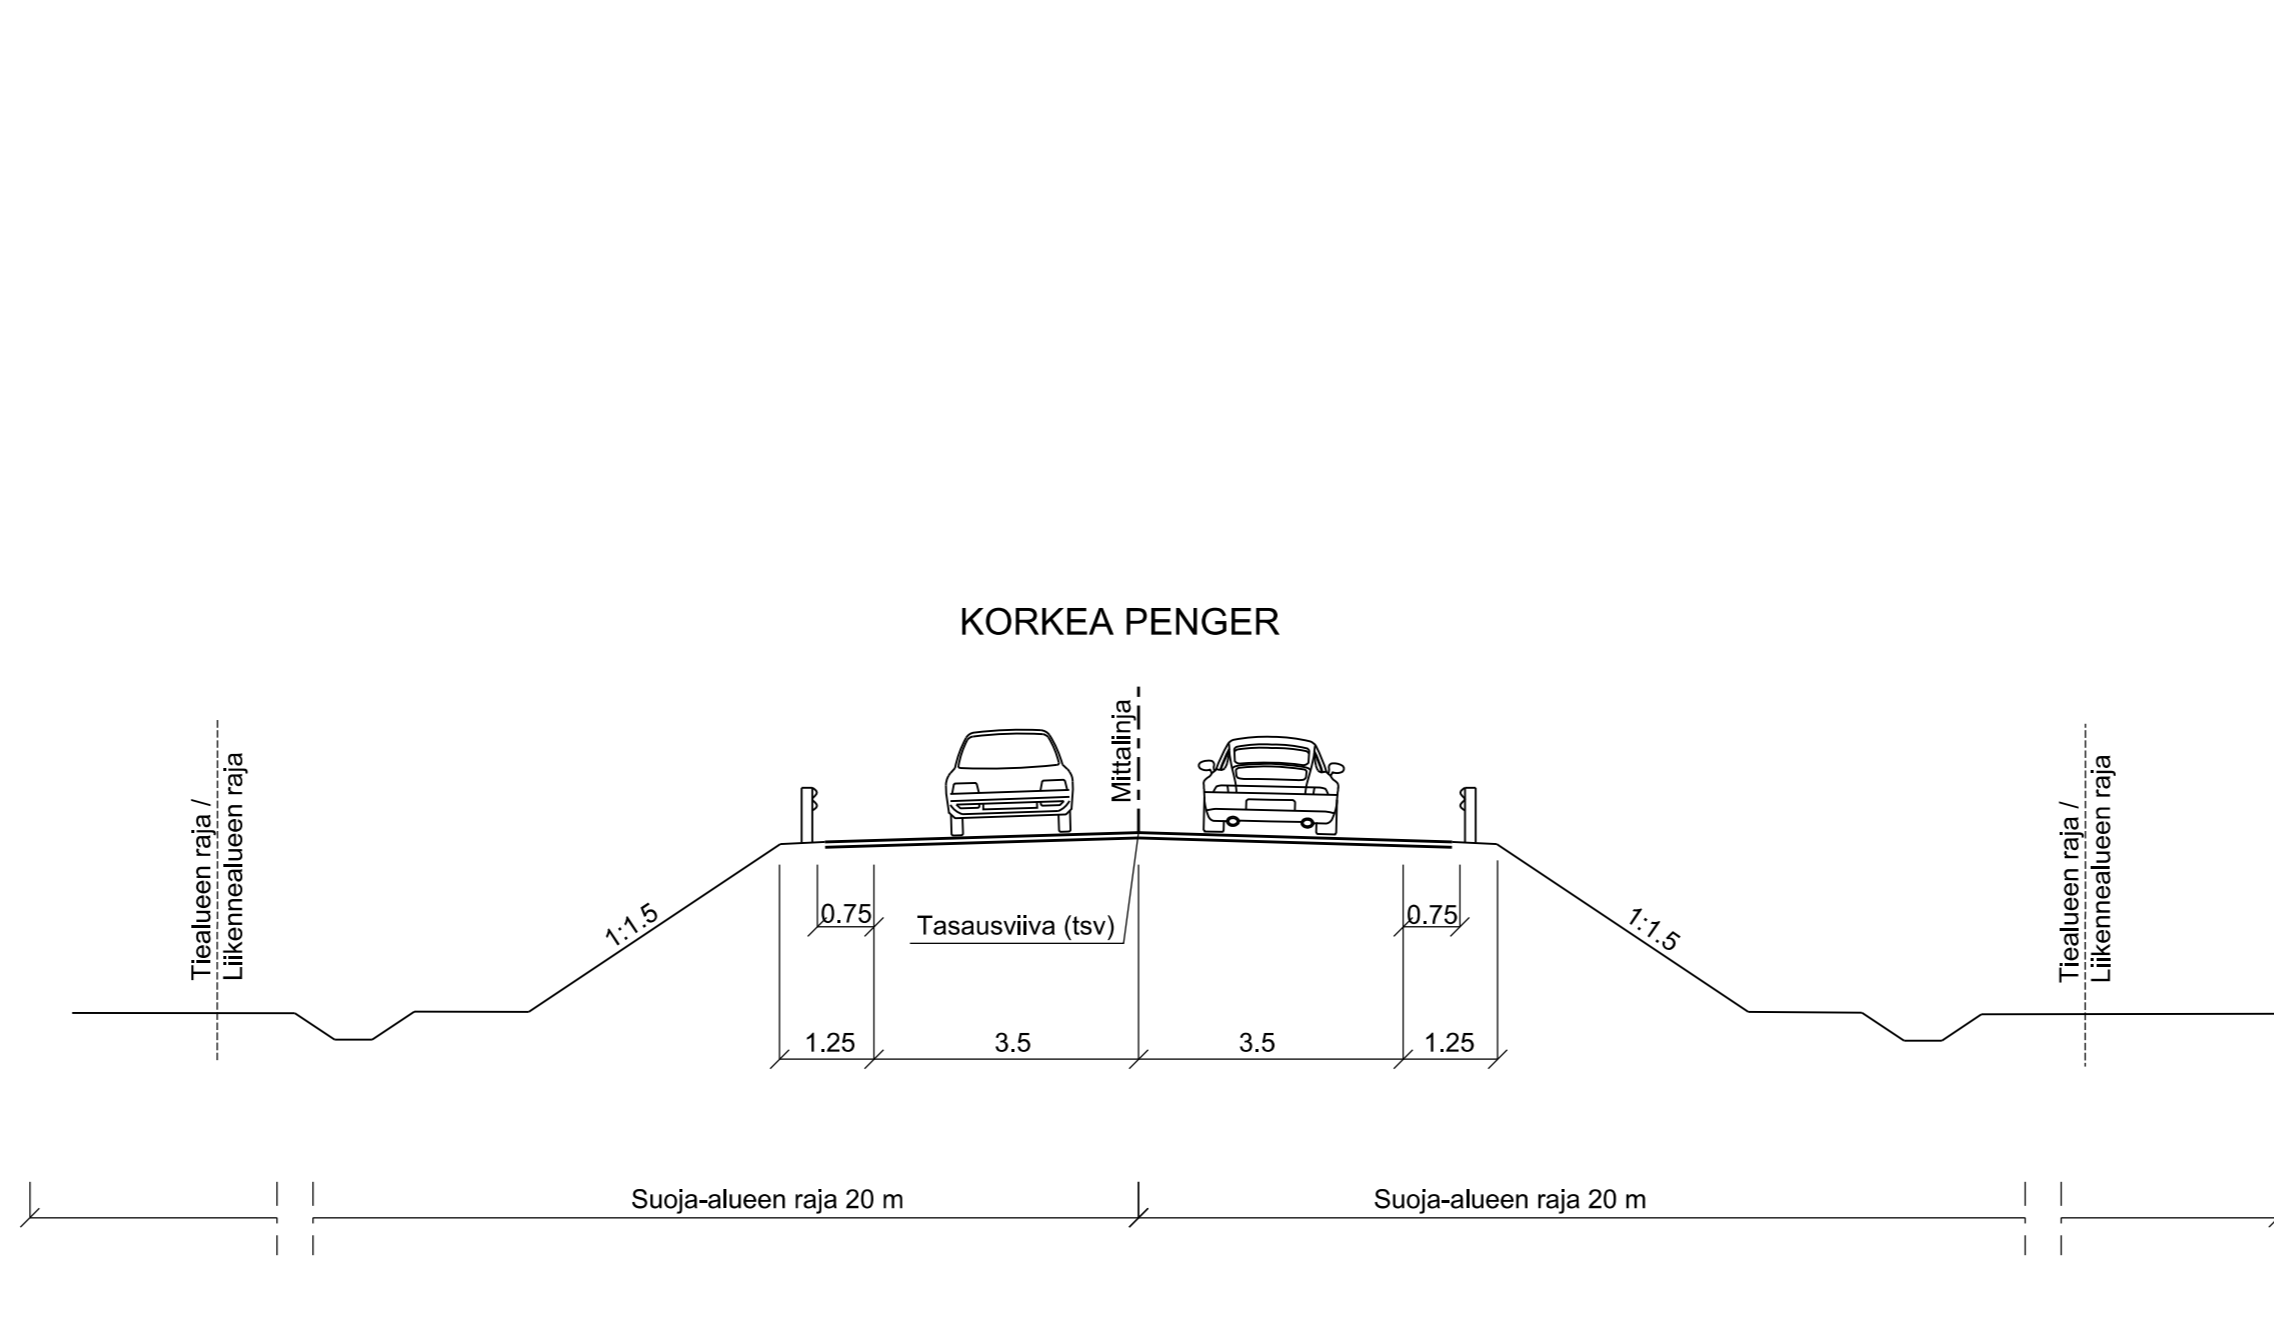 KORKEA PENGER
Mittalinja
Tiealueen raja /
Liikennealueen raja
Tiealueen raja /
Liikennealueen raja
1:1.5
0.75
Tasausviiva (tsv)
0.75
1:1.5
1.25
3.5
3.5
1.25
Suoja-alueen raja 20 m
Suoja-alueen raja 20 m